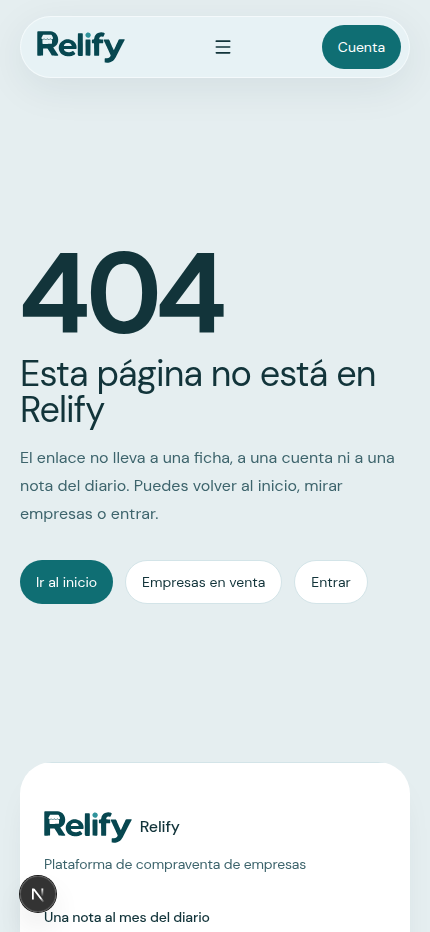 Relify
Cuenta
404
Esta página no está en
Relify
El enlace no lleva a una ficha, a una cuenta ni a una
nota del diario. Puedes volver al inicio, mirar
empresas o entrar.
Ir al inicio
Empresas en venta
Entrar
Relify Relify
Plataforma de compraventa de empresas
N
Una nota al mes del diario